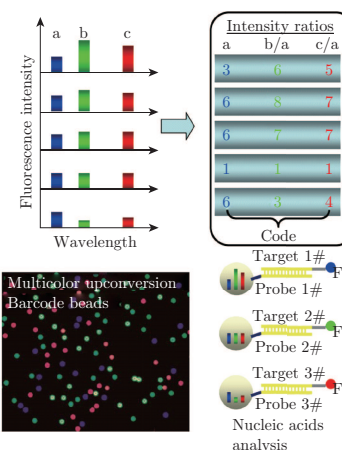 a b c
Fluorescence intensity
Wavelength
Intensity ratios
a b/a c/a
3 6 5
6 8 7
6 7 7
1 1 1
6 3 4
Code
Multicolor upconversion
Barcode beads
Target 1#
F
Probe 1#
Target 2#
F
Probe 2#
Target 3#
F
Probe 3#
Nucleic acids
analysis